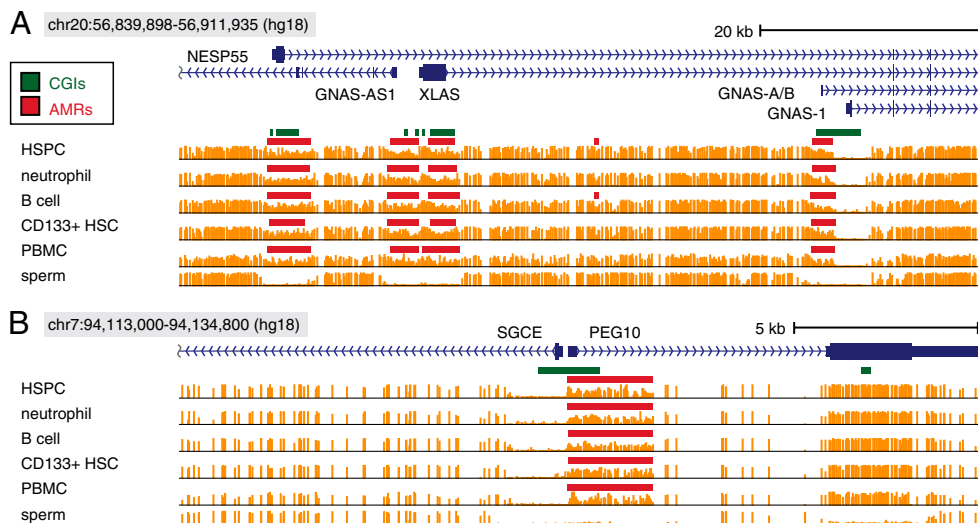 A chr20:56,839,898-56,911,935 (hg18)
20 kb
NESP55
CGIs
AMRs
GNAS-AS1 XLAS
GNAS-A/B
GNAS-1
HSPC
neutrophil
B cell
CD133+ HSC
PBMC
sperm
B chr7:94,113,000-94,134,800 (hg18)
5 kb
SGCE PEG10
HSPC
neutrophil
B cell
CD133+ HSC
PBMC
sperm